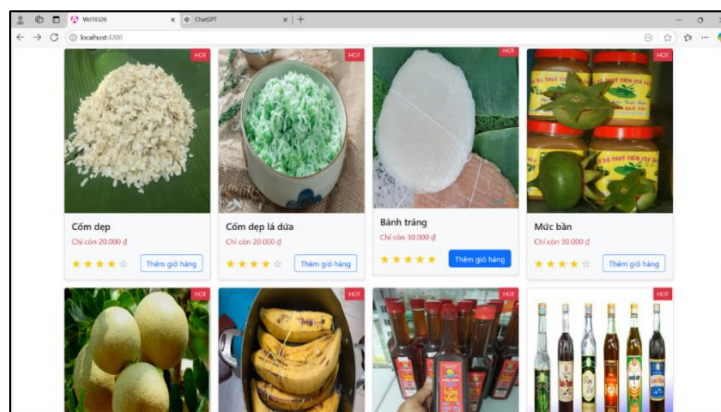 Wd19326
ChatGPT
localhost:4200
HOT
HOT
HOT
HOT
Cốm dẹp
Cốm dẹp lá dứa
Bánh tráng
Mức bần
Chỉ còn 20.000 ₫
Chỉ còn 20.000 ₫
Chỉ còn 30.000 ₫
Chỉ còn 30.000 ₫
Thêm giỏ hàng
Thêm giỏ hàng
Thêm giỏ hàng
Thêm giỏ hàng
HOT
HOT
HOT
HOT